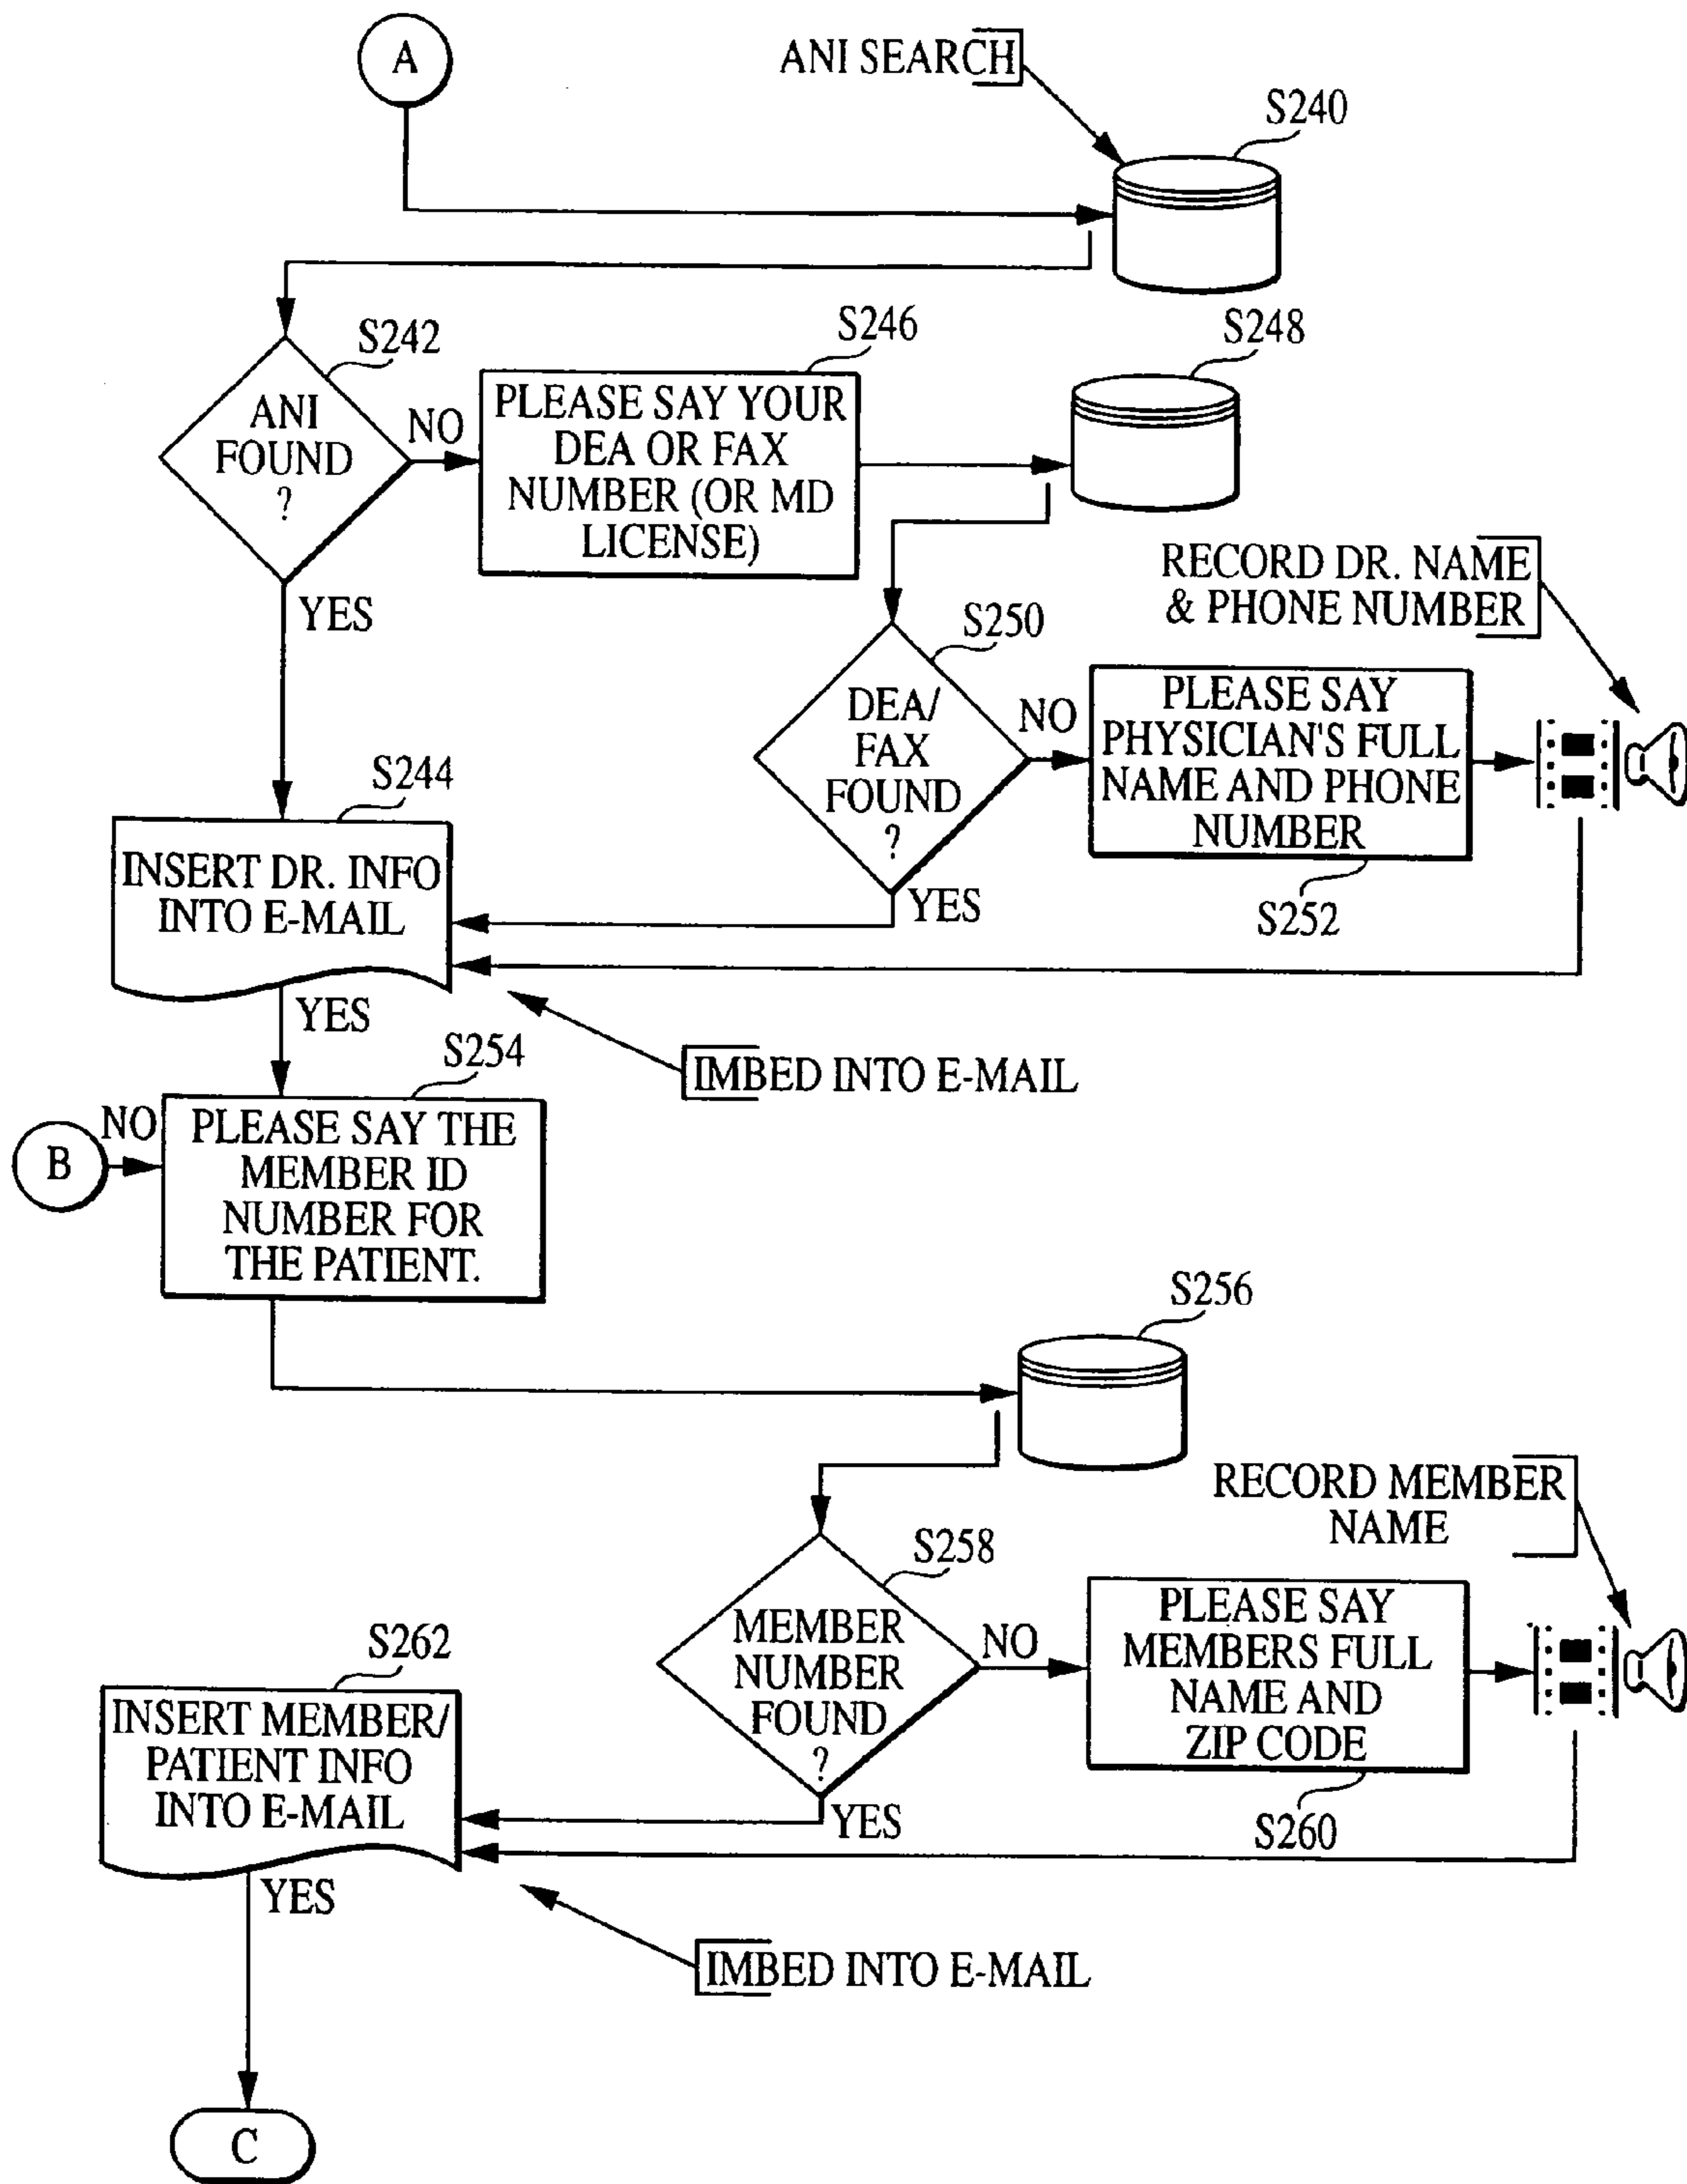 A
ANI SEARCH
S240
S242
ANI
FOUND
?
NO
YES
S246
PLEASE SAY YOUR
DEA OR FAX
NUMBER (OR MD
LICENSE)
S248
RECORD DR. NAME
& PHONE NUMBER
S250
DEA/
FAX
FOUND
?
NO
YES
PLEASE SAY
PHYSICIAN'S FULL
NAME AND PHONE
NUMBER
S252
S244
INSERT DR. INFO
INTO E-MAIL
YES
IMBED INTO E-MAIL
S254
B
NO
PLEASE SAY THE
MEMBER ID
NUMBER FOR
THE PATIENT.
S256
RECORD MEMBER
NAME
S258
MEMBER
NUMBER
FOUND
?
NO
YES
PLEASE SAY
MEMBERS FULL
NAME AND
ZIP CODE
S260
S262
INSERT MEMBER/
PATIENT INFO
INTO E-MAIL
YES
IMBED INTO E-MAIL
C